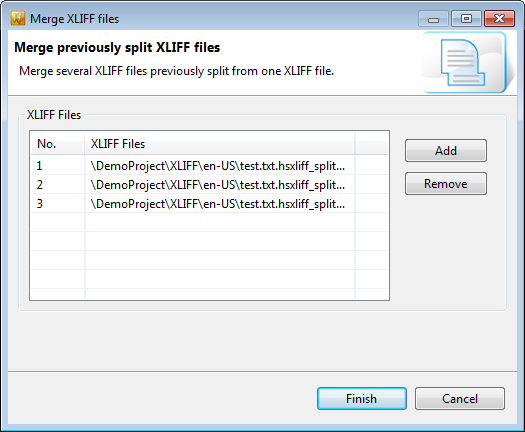 Merge XLIFF files
Merge previously split XLIFF files
Merge several XLIFF files previously split from one XLIFF file.
XLIFF Files
No. XLIFF Files
1 \DemoProject\XLIFF\en-US\test.txt.hsxliff_split...
2 \DemoProject\XLIFF\en-US\test.txt.hsxliff_split...
3 \DemoProject\XLIFF\en-US\test.txt.hsxliff_split...
Add
Remove
Finish Cancel